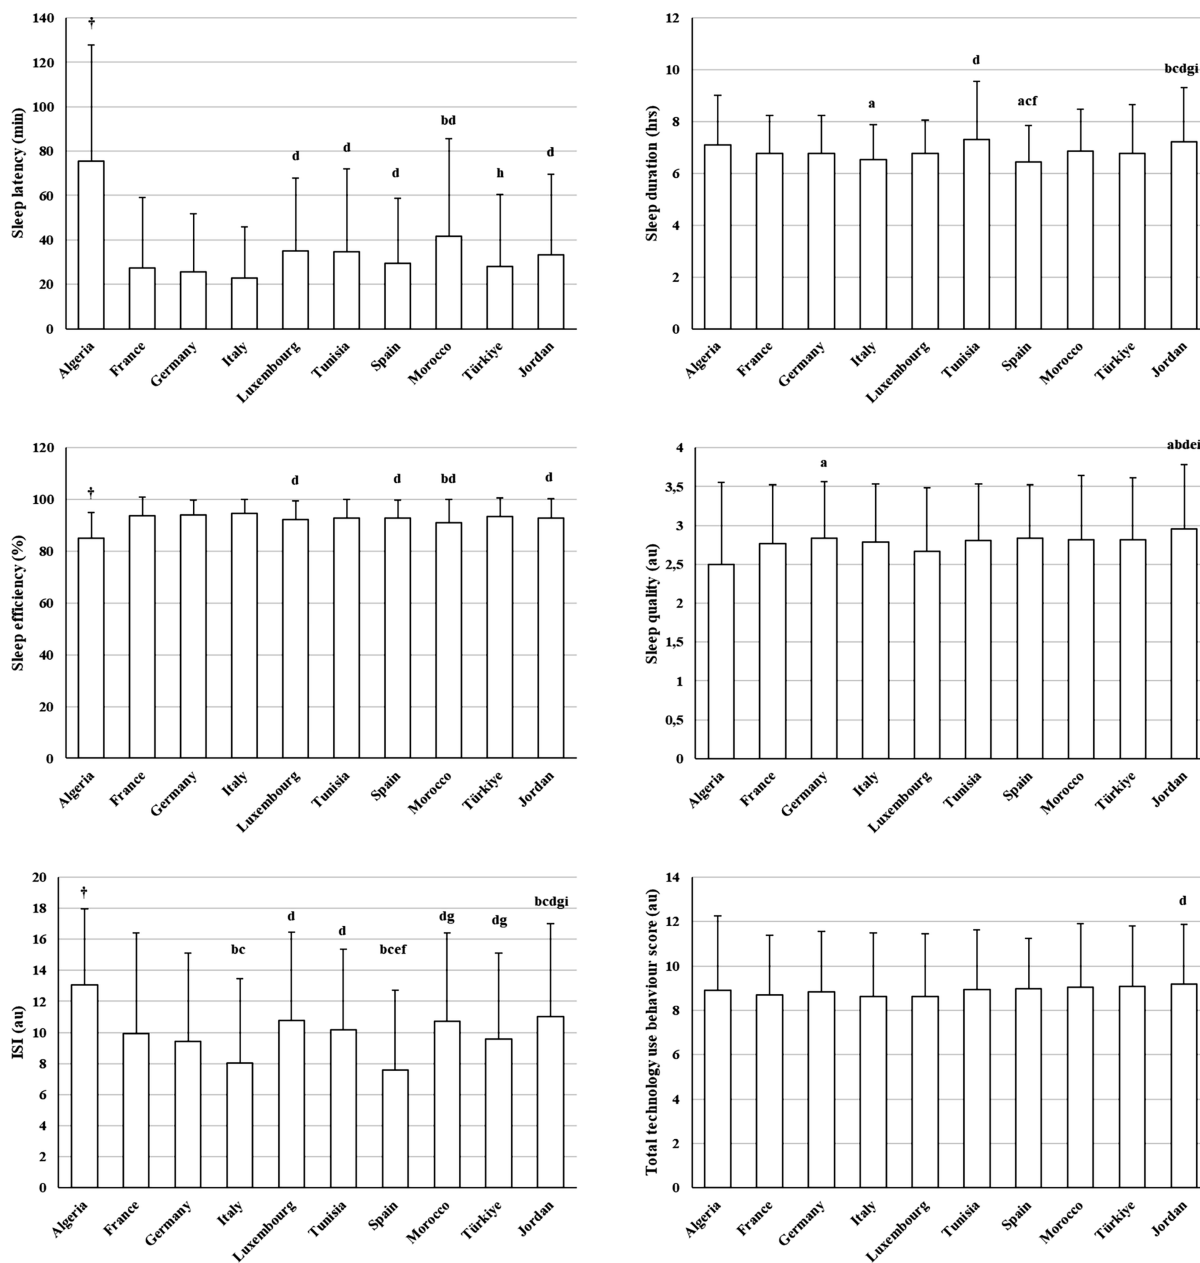 Sleep latency (min)
140
120
100
80
60
40
20
0
†
d
d
d
bd
h
d
Algeria
France
Germany
Italy
Luxembourg
Tunisia
Spain
Morocco
Türkiye
Jordan
Sleep duration (hrs)
12
10
8
6
4
2
0
a
d
acf
bcdgi
Algeria
France
Germany
Italy
Luxembourg
Tunisia
Spain
Morocco
Türkiye
Jordan
Sleep efficiency (%)
120
100
80
60
40
20
0
†
d
d
bd
d
Algeria
France
Germany
Italy
Luxembourg
Tunisia
Spain
Morocco
Türkiye
Jordan
Sleep quality (au)
4
3,5
3
2,5
2
1,5
1
0,5
0
a
abdei
Algeria
France
Germany
Italy
Luxembourg
Tunisia
Spain
Morocco
Türkiye
Jordan
ISI (au)
20
18
16
14
12
10
8
6
4
2
0
†
bc
d
d
bcef
dg
dg
bcdgi
Algeria
France
Germany
Italy
Luxembourg
Tunisia
Spain
Morocco
Türkiye
Jordan
Total technology use behaviour score (au)
14
12
10
8
6
4
2
0
d
Algeria
France
Germany
Italy
Luxembourg
Tunisia
Spain
Morocco
Türkiye
Jordan